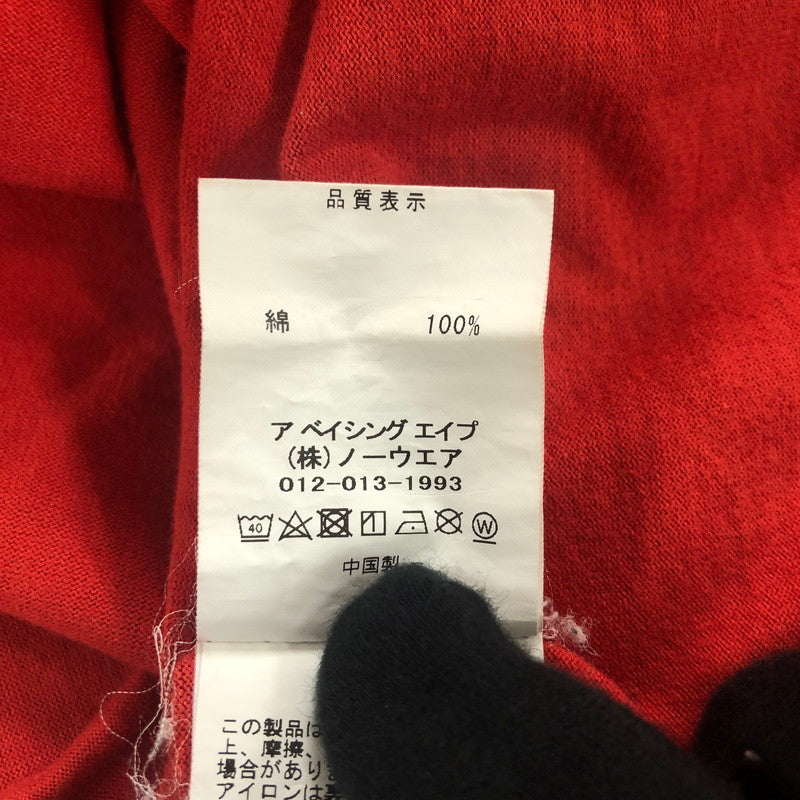 品質表示
綿 100%
ア ベイシング エイプ
(株)ノーウエア
012-013-1993
40 W
中国製
この製品は
上、摩擦、
場合があり
アイロンは裏